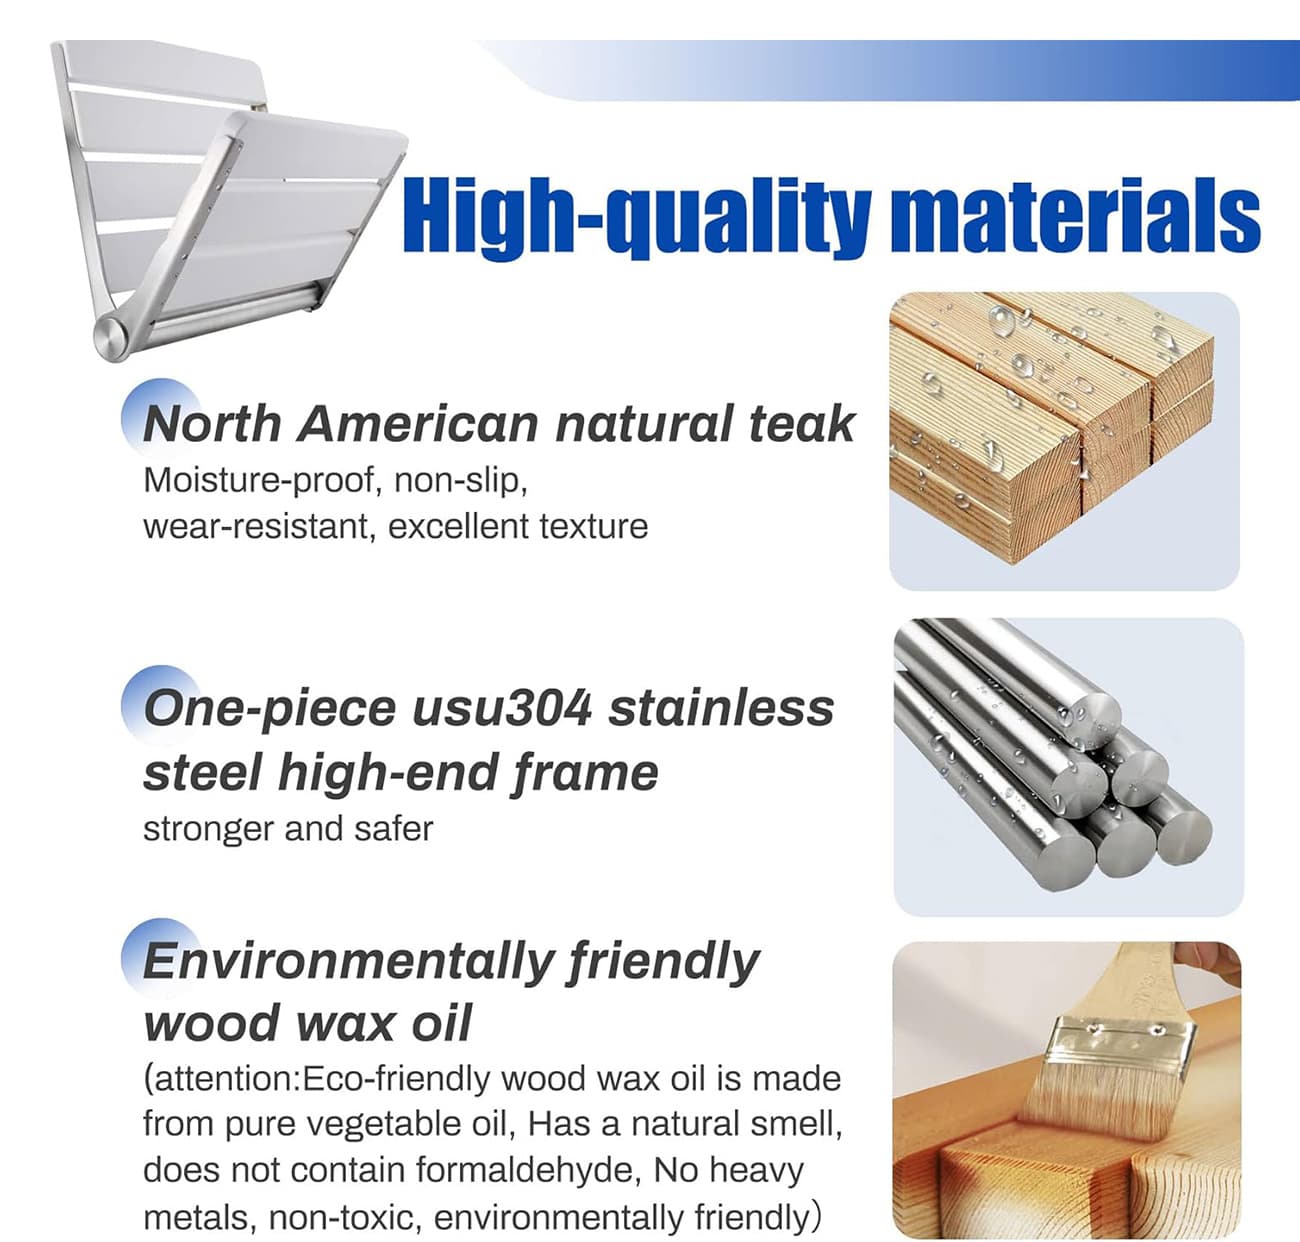 High-quality materials
North American natural teak
Moisture-proof, non-slip,
wear-resistant, excellent texture
One-piece usu304 stainless
steel high-end frame
stronger and safer
Environmentally friendly
wood wax oil
(attention:Eco-friendly wood wax oil is made
from pure vegetable oil, Has a natural smell,
does not contain formaldehyde, No heavy
metals, non-toxic, environmentally friendly）